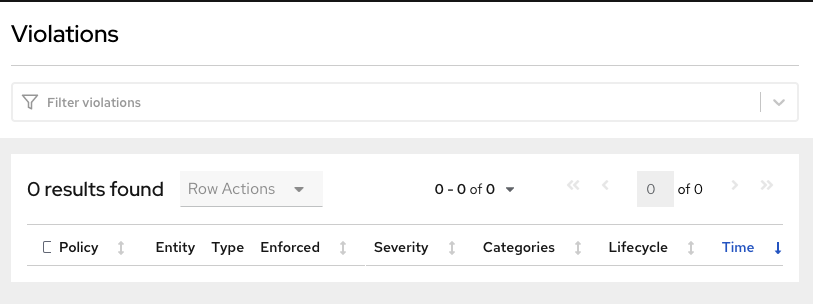 Violations
Filter violations
0 results found Row Actions 0 - 0 of 0 0 of 0
Policy Entity Type Enforced Severity Categories Lifecycle Time